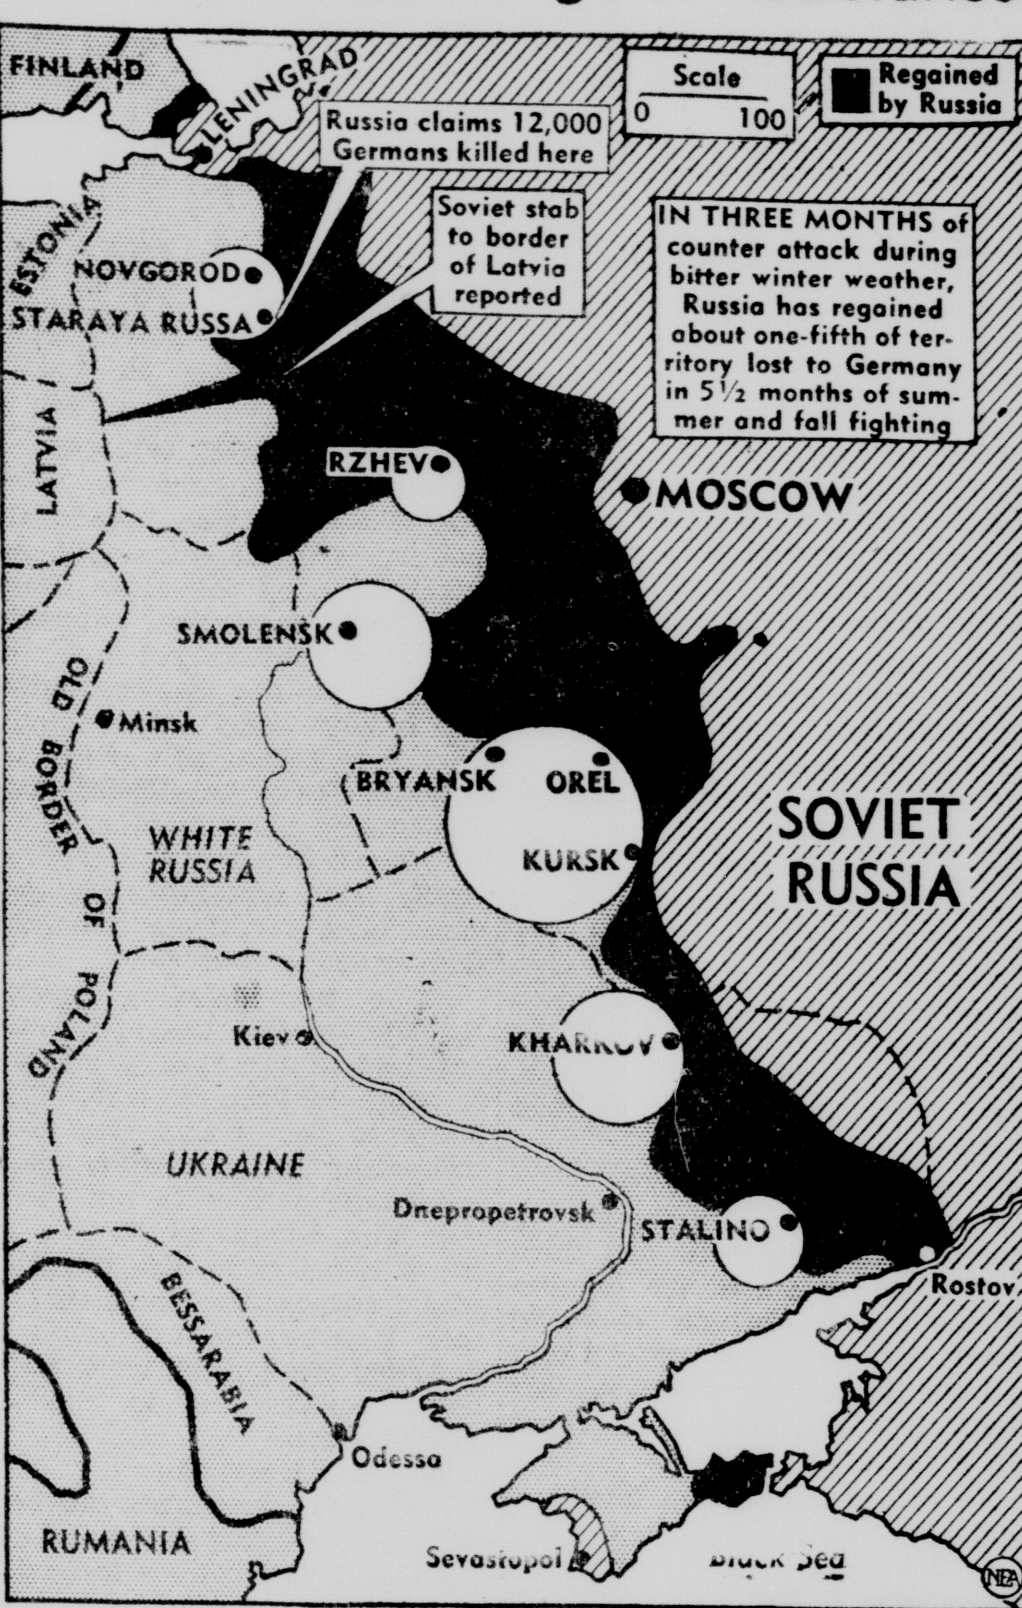 FINLAND
LENINGRAD
Scale
0 100
Regained
by Russia
Russia claims 12,000
Germans killed here
Soviet stab
to border
of Latvia
reported
IN THREE MONTHS of
counter attack during
bitter winter weather,
Russia has regained
about one-fifth of ter-
ritory lost to Germany
in 5½ months of sum-
mer and fall fighting
ESTONIA
NOVGOROD
STARAYA RUSSA
LATVIA
RZHEV
MOSCOW
SMOLENSK
OLD BORDER OF POLAND
Minsk
BRYANSK
OREL
WHITE
RUSSIA
KURSK
SOVIET
RUSSIA
Kiev
KHARKOV
UKRAINE
Dnepropetrovsk
STALINO
Rostov
BESSARABIA
Odessa
RUMANIA
Sevastopol
Black Sea
NEA